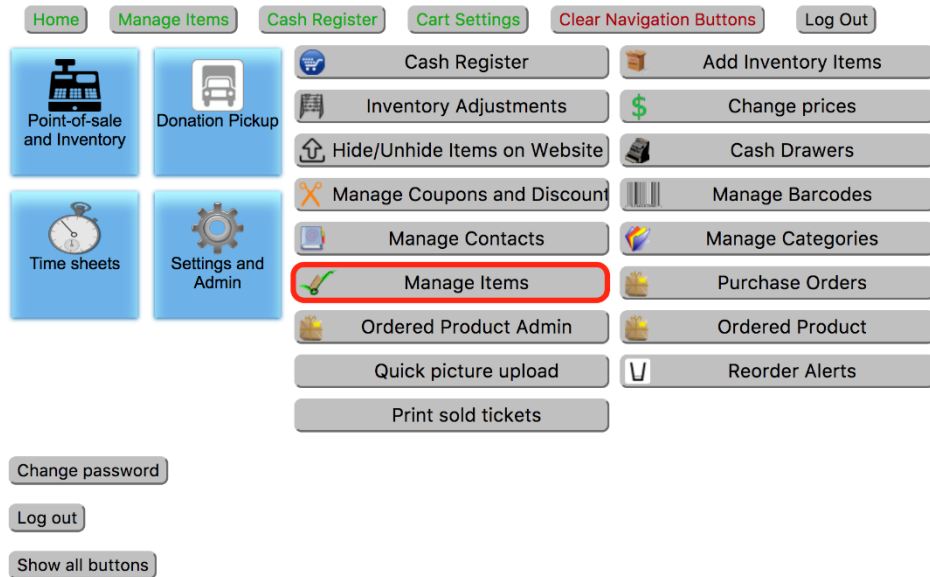 Home Manage Items Cash Register Cart Settings Clear Navigation Buttons Log Out
Point-of-sale
and Inventory
Donation Pickup
Time sheets
Settings and
Admin
Cash Register
Add Inventory Items
Inventory Adjustments
Change prices
Hide/Unhide Items on Website
Cash Drawers
Manage Coupons and Discount
Manage Barcodes
Manage Contacts
Manage Categories
Manage Items
Purchase Orders
Ordered Product Admin
Ordered Product
Quick picture upload
Reorder Alerts
Print sold tickets
Change password
Log out
Show all buttons